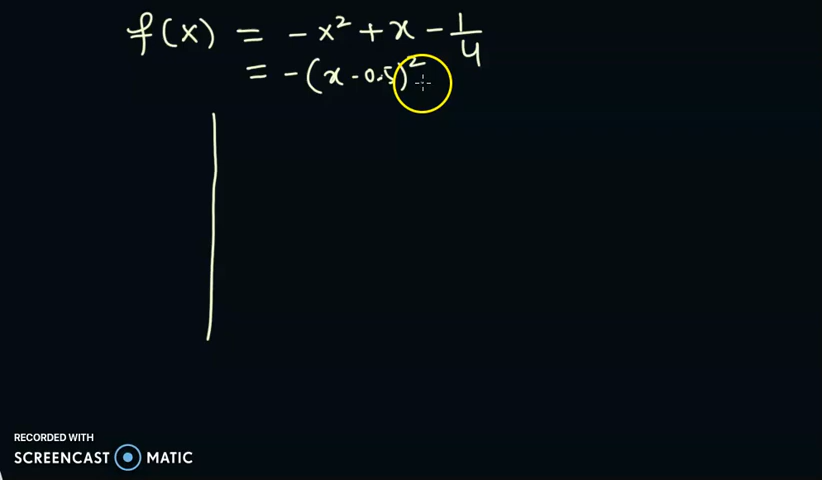 f(x) = -x² + x - 1/4
= -(x - 0.5)²
RECORDED WITH
SCREENCAST MATIC